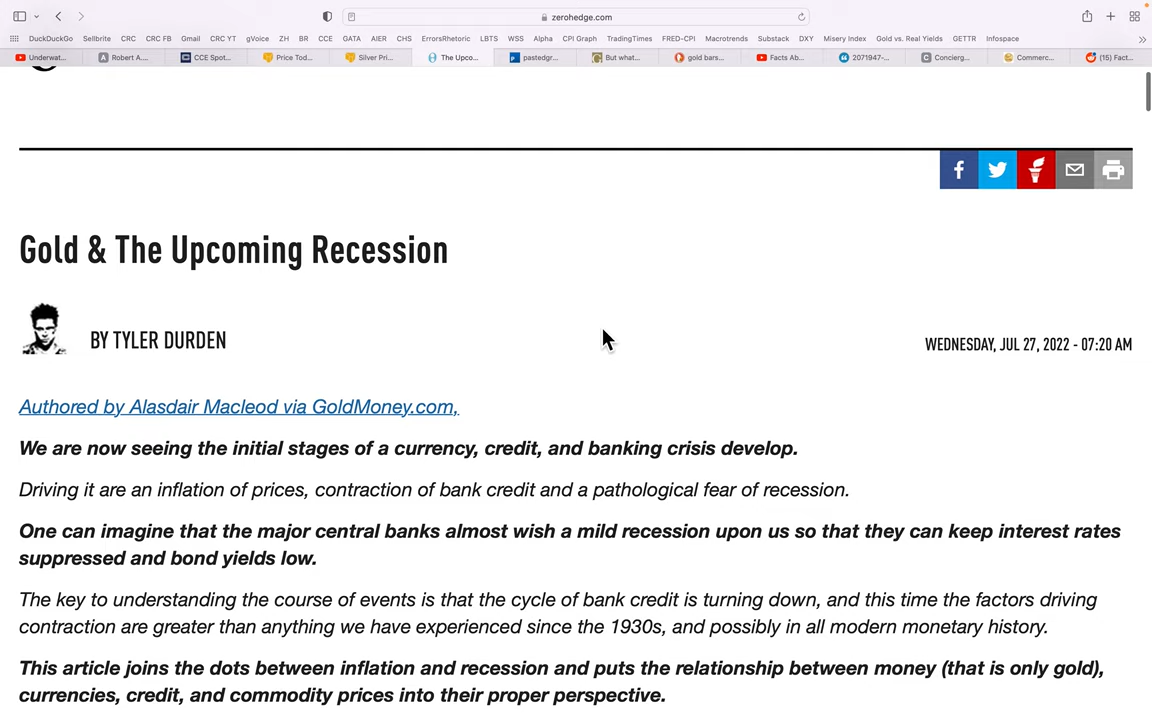 zerohedge.com
DuckDuckGo Sellbrite CRC CRC FB Gmail CRC YT gVoice ZH BR CCE GATA AIER CHS ErrorsRhetoric LBTS WSS Alpha CPI Graph TradingTimes FRED-CPI Macrotrends Substack DXY Misery Index Gold vs. Real Yields GETTR Infospace
Underwat... Robert A.... CCE Spot... Price Tod... Silver Pri... The Upco... pastedgr... But what... gold bars... Facts Ab... 2071947-... Concierg... Commerc... (15) Fact...
Gold & The Upcoming Recession
BY TYLER DURDEN
WEDNESDAY, JUL 27, 2022 - 07:20 AM
Authored by Alasdair Macleod via GoldMoney.com,
We are now seeing the initial stages of a currency, credit, and banking crisis develop.
Driving it are an inflation of prices, contraction of bank credit and a pathological fear of recession.
One can imagine that the major central banks almost wish a mild recession upon us so that they can keep interest rates
suppressed and bond yields low.
The key to understanding the course of events is that the cycle of bank credit is turning down, and this time the factors driving
contraction are greater than anything we have experienced since the 1930s, and possibly in all modern monetary history.
This article joins the dots between inflation and recession and puts the relationship between money (that is only gold),
currencies, credit, and commodity prices into their proper perspective.